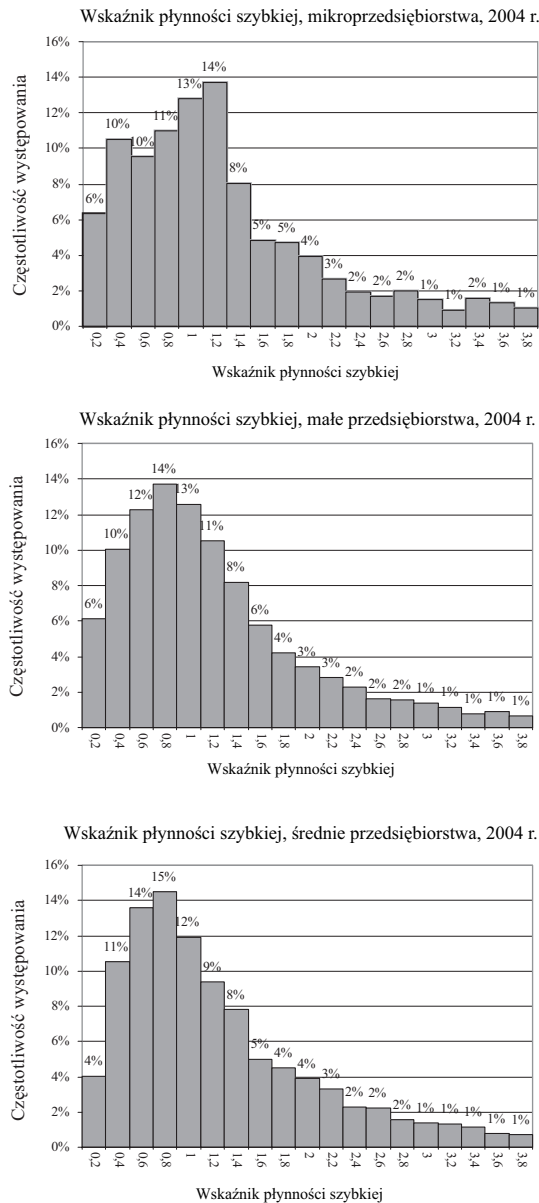 Wskaźnik płynności szybkiej, mikroprzedsiębiorstwa, 2004 r.
Częstotliwość występowania
16%
14%
12%
10%
8%
6%
4%
2%
0%
6% 10% 10% 11% 13% 14% 8% 5% 5% 4% 3% 2% 2% 2% 1% 1% 2% 1% 1%
0,2 0,4 0,6 0,8 1 1,2 1,4 1,6 1,8 2 2,2 2,4 2,6 2,8 3 3,2 3,4 3,6 3,8
Wskaźnik płynności szybkiej
Wskaźnik płynności szybkiej, małe przedsiębiorstwa, 2004 r.
Częstotliwość występowania
16%
14%
12%
10%
8%
6%
4%
2%
0%
6% 10% 12% 14% 13% 11% 8% 6% 4% 3% 3% 2% 2% 2% 1% 1% 1% 1% 1%
0,2 0,4 0,6 0,8 1 1,2 1,4 1,6 1,8 2 2,2 2,4 2,6 2,8 3 3,2 3,4 3,6 3,8
Wskaźnik płynności szybkiej
Wskaźnik płynności szybkiej, średnie przedsiębiorstwa, 2004 r.
Częstotliwość występowania
16%
14%
12%
10%
8%
6%
4%
2%
0%
4% 11% 14% 15% 12% 9% 8% 5% 4% 4% 3% 2% 2% 2% 1% 1% 1% 1% 1%
0,2 0,4 0,6 0,8 1 1,2 1,4 1,6 1,8 2 2,2 2,4 2,6 2,8 3 3,2 3,4 3,6 3,8
Wskaźnik płynności szybkiej